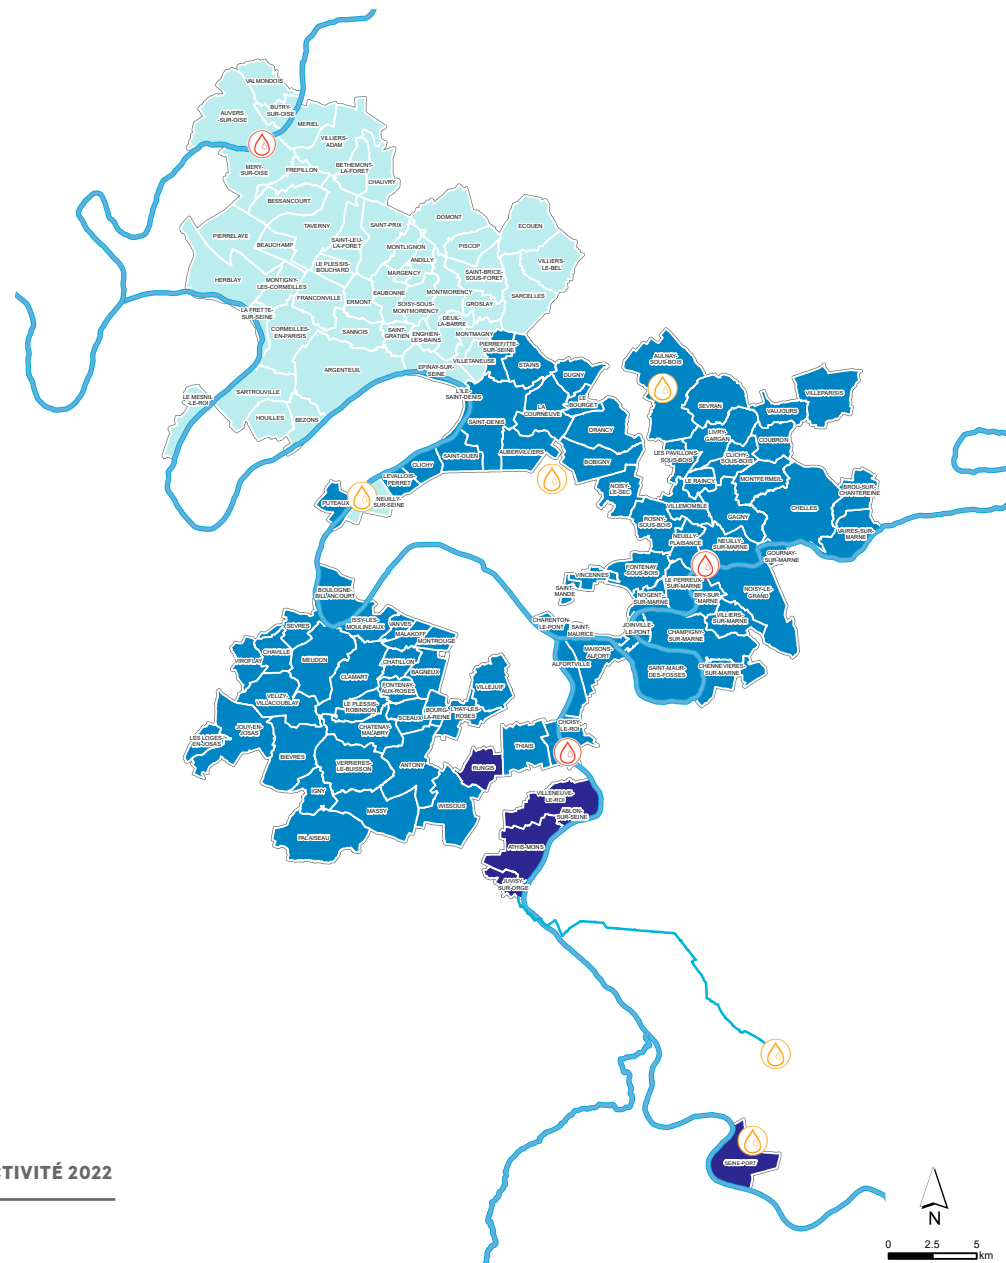 VALMONDOIS
BUTRY-
SUR-OISE
AUVERS
-SUR-OISE
MERIEL
VILLIERS-
ADAM
MERY-
SUR-OISE
FREPILLON
BETHEMONT-
LA-FORET
CHAUVRY
BESSANCOURT
DOMONT
TAVERNY
SAINT-PRIX
ECOUEN
PIERRELAYE
BEAUCHAMP
SAINT-LEU-
LA-FORET
MONTLIGNON
PISCOP
ANDILLY
VILLIERS-
LE-BEL
LE PLESSIS-
BOUCHARD
MARGENCY
SAINT-BRICE-
SOUS-FORET
HERBLAY
MONTIGNY-
LES-CORMEILLES
FRANCONVILLE
EAUBONNE
MONTMORENCY
SARCELLES
ERMONT
SOISY-SOUS-
MONTMORENCY
GROSLAY
LA FRETTE-
SUR-SEINE
DEUIL-
LA-BARRE
CORMEILLES-
EN-PARISIS
SANNOIS
SAINT-
GRATIEN
ENGHIEN-
LES-BAINS
MONTMAGNY
PIERREFITTE-
SUR-SEINE
VILLETANEUSE
STAINS
ARGENTEUIL
EPINAY-SUR-
SEINE
DUGNY
LE MESNIL
-LE-ROI
SARTROUVILLE
L'ILE-
SAINT-DENIS
LE
-BOURGET
LA
COURNEUVE
HOUILLES
BEZONS
SAINT-DENIS
DRANCY
AUBERVILLIERS
SAINT-OUEN
BOBIGNY
CLICHY
LEVALLOIS-
PERRET
NOISY-
LE-SEC
PUTEAUX
NEUILLY-
SUR-SEINE
AULNAY-
SOUS-BOIS
SEVRAN
VILLEPARISIS
VAUJOURS
LIVRY-
GARGAN
COUBRON
LES PAVILLONS-
SOUS-BOIS
CLICHY-
SOUS-BOIS
LE RAINCY
MONTFERMEIL
BROU-SUR-
CHANTEREINE
VILLEMOMBLE
CHELLES
GAGNY
ROSNY-
SOUS-BOIS
VAIRES-SUR-
MARNE
NEUILLY-
PLAISANCE
NEUILLY-
SUR-MARNE
GOURNAY-
SUR-MARNE
FONTENAY-
SOUS-BOIS
VINCENNES
LE PERREUX-
SUR-MARNE
SAINT-
MANDE
NOGENT-
SUR-MARNE
BRY-SUR
-MARNE
NOISY-LE-
GRAND
VILLIERS-
SUR-MARNE
CHARENTON-
LE-PONT
SAINT-
MAURICE
JOINVILLE-
LE-PONT
CHAMPIGNY-
SUR-MARNE
MAISONS-
ALFORT
ALFORTVILLE
SAINT-MAUR-
DES-FOSSES
CHENNEVIERES-
SUR-MARNE
BOULOGNE-
BILLANCOURT
SEVRES
ISSY-LES-
MOULINEAUX
VANVES
MALAKOFF
MONTROUGE
CHAVILLE
VIROFLAY
MEUDON
CHATILLON
BAGNEUX
CLAMART
FONTENAY-
AUX-ROSES
VILLEJUIF
VELIZY-
VILLACOUBLAY
LE PLESSIS-
ROBINSON
SCEAUX
BOURG-
LA-REINE
L'HAY-LES-
ROSES
CHATENAY-
MALABRY
JOUY-EN-
JOSAS
LES LOGES-
EN-JOSAS
CHOISY-
LE-ROI
THIAIS
BIEVRES
VERRIERES-
LE-BUISSON
ANTONY
RUNGIS
IGNY
MASSY
WISSOUS
VILLENEUVE-
LE-ROI
ABLON-
SUR-SEINE
PALAISEAU
ATHIS-MONS
JUVISY-
SUR-ORGE
SEINE-PORT
CTIVITÉ 2022
N
0 2.5 5
km